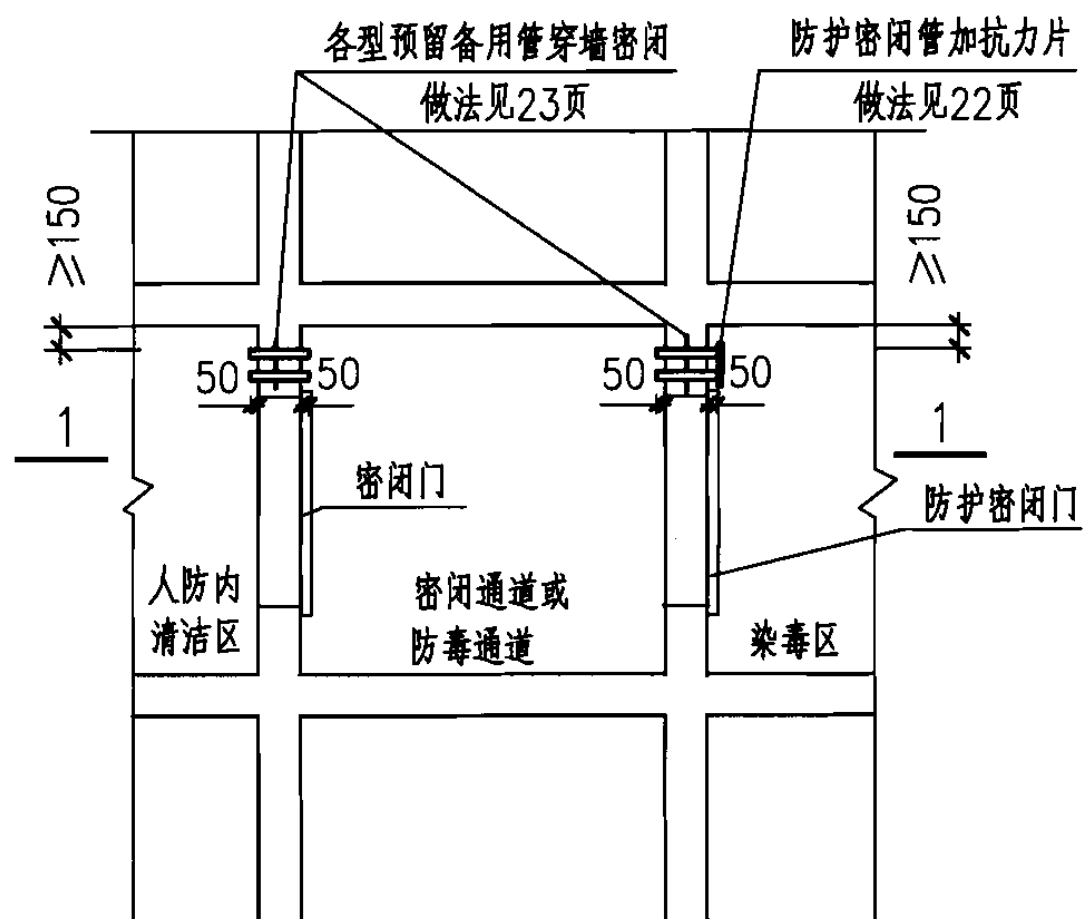 各型预留备用管穿墙密闭
做法见23页
防护密闭管加抗力片
做法见22页
≥150
≥150
50
50
50
50
1
1
密闭门
防护密闭门
人防内
清洁区
密闭通道或
防毒通道
染毒区